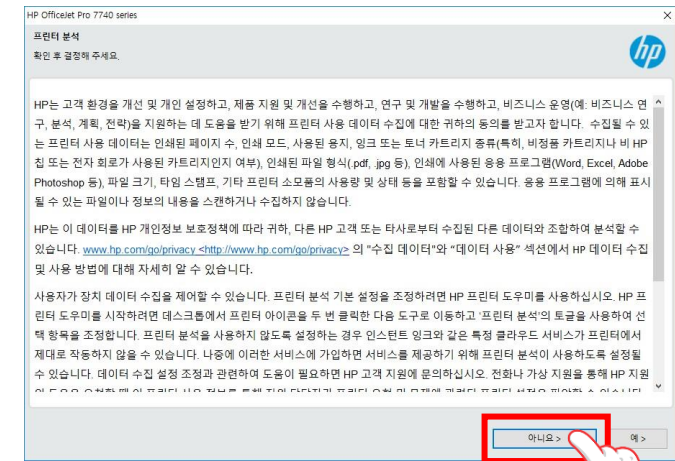 HP OfficeJet Pro 7740 series
프린터 분석
확인 후 결정해 주세요.
hp
HP는 고객 환경을 개선 및 개인 설정하고, 제품 지원 및 개선을 수행하고, 연구 및 개발을 수행하고, 비즈니스 운영(예: 비즈니스 연
구, 분석, 계획, 전략)을 지원하는 데 도움을 받기 위해 프린터 사용 데이터 수집에 대한 귀하의 동의를 받고자 합니다. 수집될 수 있
는 프린터 사용 데이터는 인쇄된 페이지 수, 인쇄 모드, 사용된 용지, 잉크 또는 토너 카트리지 종류(특히, 비정품 카트리지나 비 HP
칩 또는 전자 회로가 사용된 카트리지인지 여부), 인쇄된 파일 형식(.pdf, .jpg 등), 인쇄에 사용된 응용 프로그램(Word, Excel, Adobe
Photoshop 등), 파일 크기, 타임 스탬프, 기타 프린터 소모품의 사용량 및 상태 등을 포함할 수 있습니다. 응용 프로그램에 의해 표시
될 수 있는 파일이나 정보의 내용을 스캔하거나 수집하지 않습니다.
HP는 이 데이터를 HP 개인정보 보호정책에 따라 귀하, 다른 HP 고객 또는 타사로부터 수집된 다른 데이터와 조합하여 분석할 수
있습니다. www.hp.com/go/privacy <http://www.hp.com/go/privacy> 의 "수집 데이터"와 “데이터 사용” 섹션에서 HP 데이터 수집
및 사용 방법에 대해 자세히 알 수 있습니다.
사용자가 장치 데이터 수집을 제어할 수 있습니다. 프린터 분석 기본 설정을 조정하려면 HP 프린터 도우미를 사용하십시오. HP 프
린터 도우미를 시작하려면 데스크톱에서 프린터 아이콘을 두 번 클릭한 다음 도구로 이동하고 '프린터 분석'의 토글을 사용하여 선
택 항목을 조정합니다. 프린터 분석을 사용하지 않도록 설정하는 경우 인스턴트 잉크와 같은 특정 클라우드 서비스가 프린터에서
제대로 작동하지 않을 수 있습니다. 나중에 이러한 서비스에 가입하면 서비스를 제공하기 위해 프린터 분석이 사용하도록 설정될
수 있습니다. 데이터 수집 설정 조정과 관련하여 도움이 필요하면 HP 고객 지원에 문의하십시오. 전화나 가상 지원을 통해 HP 지원
아니요 >
예 >